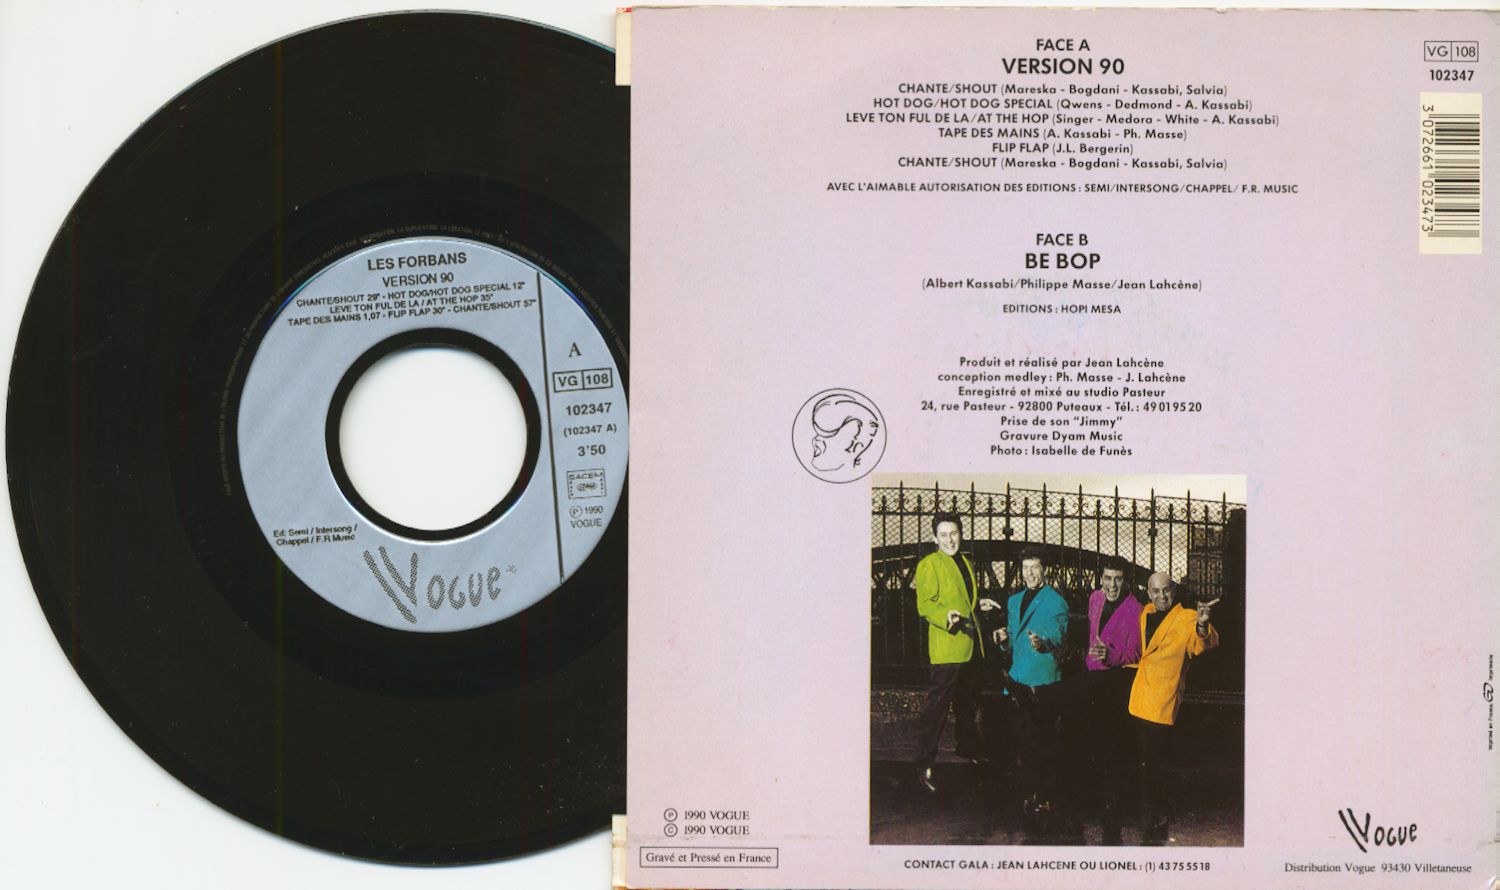 LES FORBANS
VERSION 90
CHANTE/SHOUT 29" - HOT DOG/HOT DOG SPECIAL 12"
LEVE TON FUL DE LA / AT THE HOP 35"
TAPE DES MAINS 1,07 - FLIP FLAP 30" - CHANTE/SHOUT 57"
A
VG 108
102347
(102347 A)
3'50
SACEM
Ⓟ 1990
VOGUE
Ed: Semi / Intersong /
Chappel / F.R Music
VOGUE
FACE A
VERSION 90
CHANTE/SHOUT (Mareska - Bogdani - Kassabi, Salvia)
HOT DOG/HOT DOG SPECIAL (Qwens - Dedmond - A. Kassabi)
LEVE TON FUL DE LA/AT THE HOP (Singer - Medora - White - A. Kassabi)
TAPE DES MAINS (A. Kassabi - Ph. Masse)
FLIP FLAP (J.L. Bergerin)
CHANTE/SHOUT (Mareska - Bogdani - Kassabi, Salvia)
AVEC L'AIMABLE AUTORISATION DES EDITIONS : SEMI/INTERSONG/CHAPPEL/ F.R. MUSIC
FACE B
BE BOP
(Albert Kassabi/Philippe Masse/Jean Lahcène)
EDITIONS : HOPI MESA
Produit et réalisé par Jean Lahcène
conception medley : Ph. Masse - J. Lahcène
Enregistré et mixé au studio Pasteur
24, rue Pasteur - 92800 Puteaux - Tél. : 49 01 95 20
Prise de son "Jimmy"
Gravure Dyam Music
Photo : Isabelle de Funès
VG 108
102347
3 072661 023473
Imprimé en France. GD imprimerie
Ⓟ 1990 VOGUE
© 1990 VOGUE
Gravé et Pressé en France
CONTACT GALA : JEAN LAHCENE OU LIONEL : (1) 43 75 55 18
VOGUE
Distribution Vogue 93430 Villetaneuse